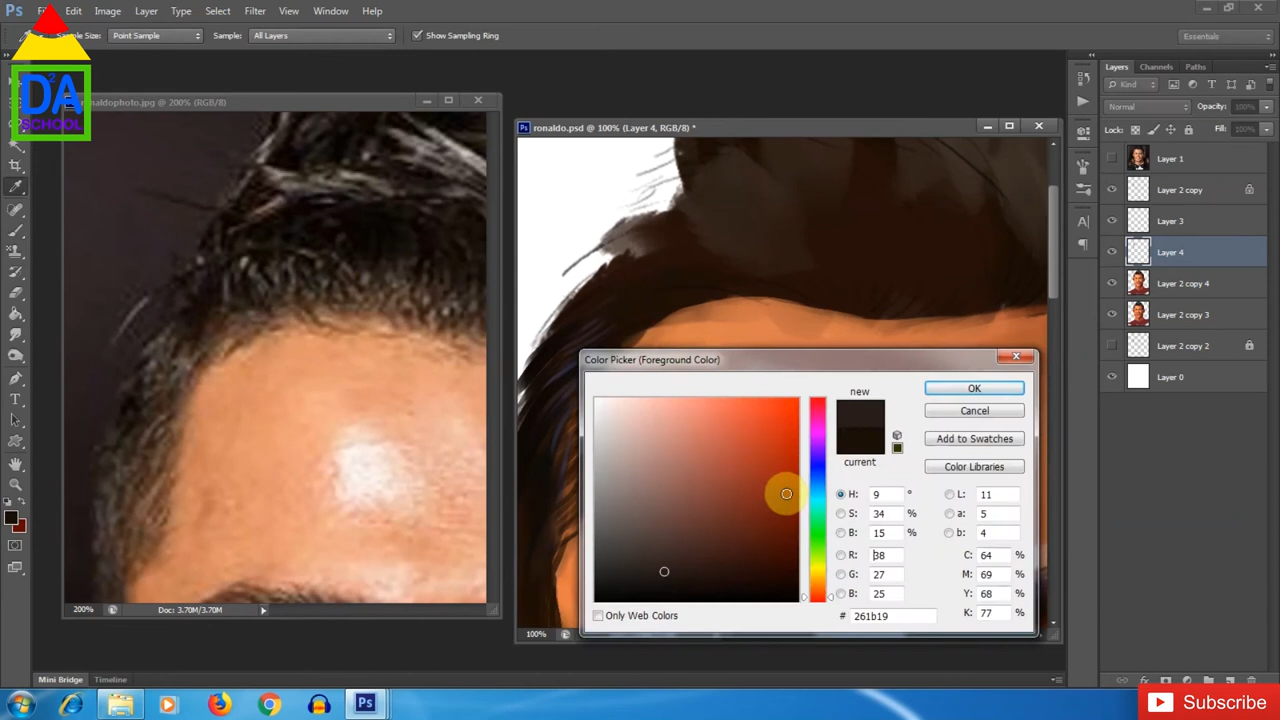 Ps Edit Image Layer Type Select Filter View Window Help
Sample Size: Point Sample Sample: All Layers Show Sampling Ring Essentials
D2A
SCHOOL
naldophoto.jpg @ 200% (RGB/8)
Ps ronaldo.psd @ 100% (Layer 4, RGB/8) *
Layers Channels Paths
Kind
Normal Opacity: 100%
Lock: Fill: 100%
Layer 1
Layer 2 copy
Layer 3
Layer 4
Layer 2 copy 4
Layer 2 copy 3
Layer 2 copy 2
Layer 0
Color Picker (Foreground Color)
new
current
OK
Cancel
Add to Swatches
Color Libraries
H: 9 ° L: 11
S: 34 % a: 5
B: 15 % b: 4
R: 38 C: 64 %
G: 27 M: 69 %
B: 25 Y: 68 %
# 261b19 K: 77 %
Only Web Colors
200% Doc: 3.70M/3.70M
100%
Mini Bridge Timeline
Ps
Subscribe